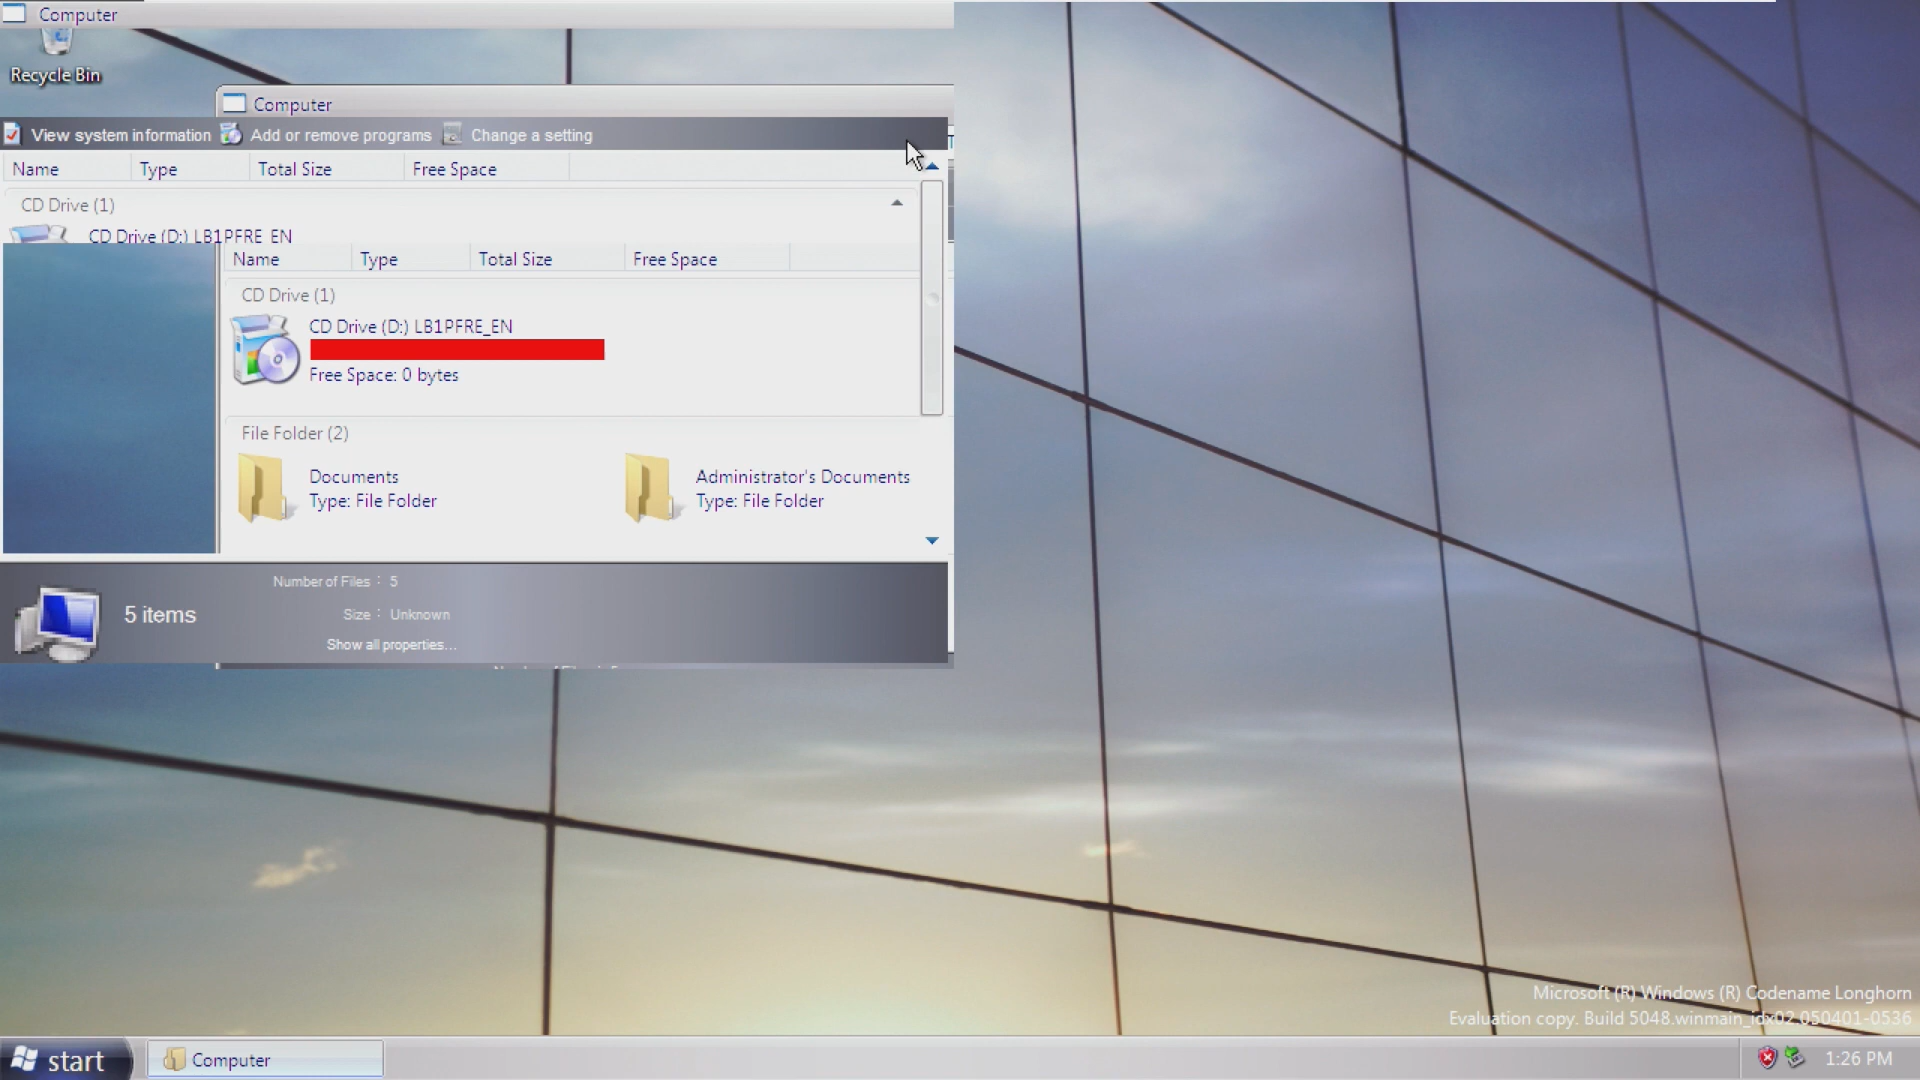 Computer
Recycle Bin
Computer
View system information Add or remove programs Change a setting
Name Type Total Size Free Space
CD Drive (1)
CD Drive (D:) LB1PFRE_EN
Name Type Total Size Free Space
CD Drive (1)
CD Drive (D:) LB1PFRE_EN
Free Space: 0 bytes
File Folder (2)
Documents
Type: File Folder
Administrator's Documents
Type: File Folder
5 items
Number of Files : 5
Size : Unknown
Show all properties...
Microsoft (R) Windows (R) Codename Longhorn
Evaluation copy. Build 5048.winmain_idx02.050401-0536
start
Computer
1:26 PM